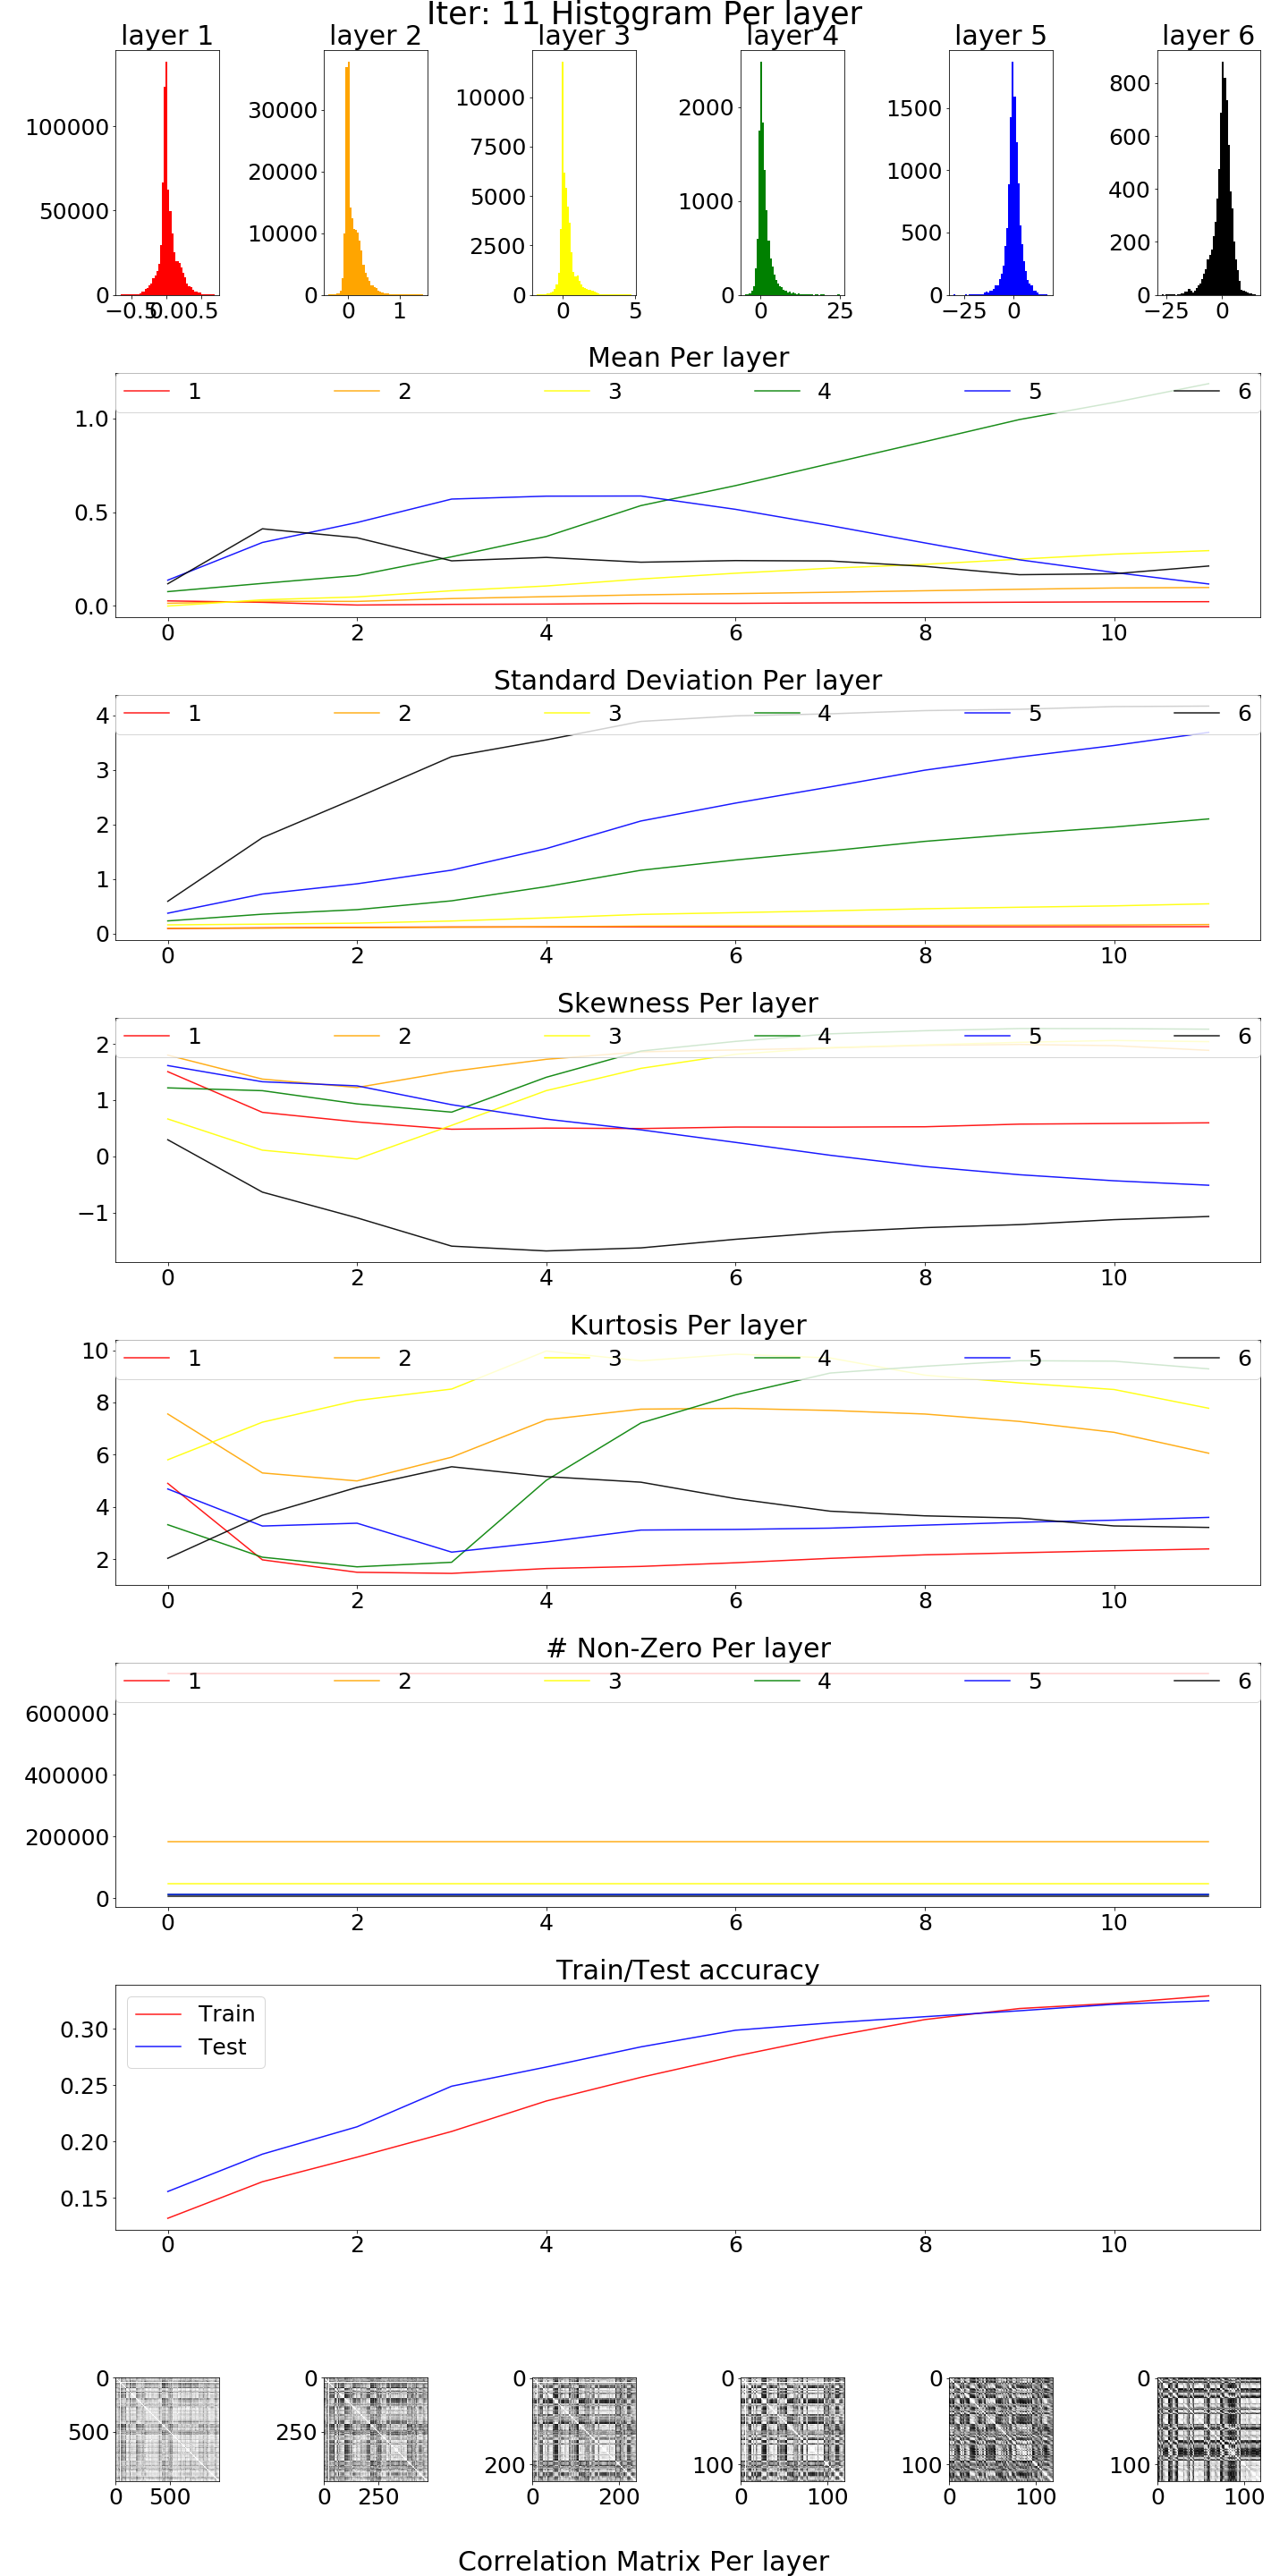 Iter: 11 Histogram Per layer
layer 1 layer 2 layer 3 layer 4 layer 5 layer 6
100000 50000 0
−0.5 0.0 0.5
30000 20000 10000 0
0 1
10000 7500 5000 2500 0
0 5
2000 1000 0
0 25
1500 1000 500 0
−25 0
800 600 400 200 0
−25 0
Mean Per layer
1 2 3 4 5 6
1.0
0.5
0.0
0 2 4 6 8 10
Standard Deviation Per layer
1 2 3 4 5 6
4
3
2
1
0
0 2 4 6 8 10
Skewness Per layer
1 2 3 4 5 6
2
1
0
−1
0 2 4 6 8 10
Kurtosis Per layer
1 2 3 4 5 6
10
8
6
4
2
0 2 4 6 8 10
# Non-Zero Per layer
1 2 3 4 5 6
600000
400000
200000
0
0 2 4 6 8 10
Train/Test accuracy
Train
Test
0.30
0.25
0.20
0.15
0 2 4 6 8 10
0 500
0 500
0 250
0 250
0 200
0 200
0 100
0 100
0 100
0 100
0 100
0 100
Correlation Matrix Per layer